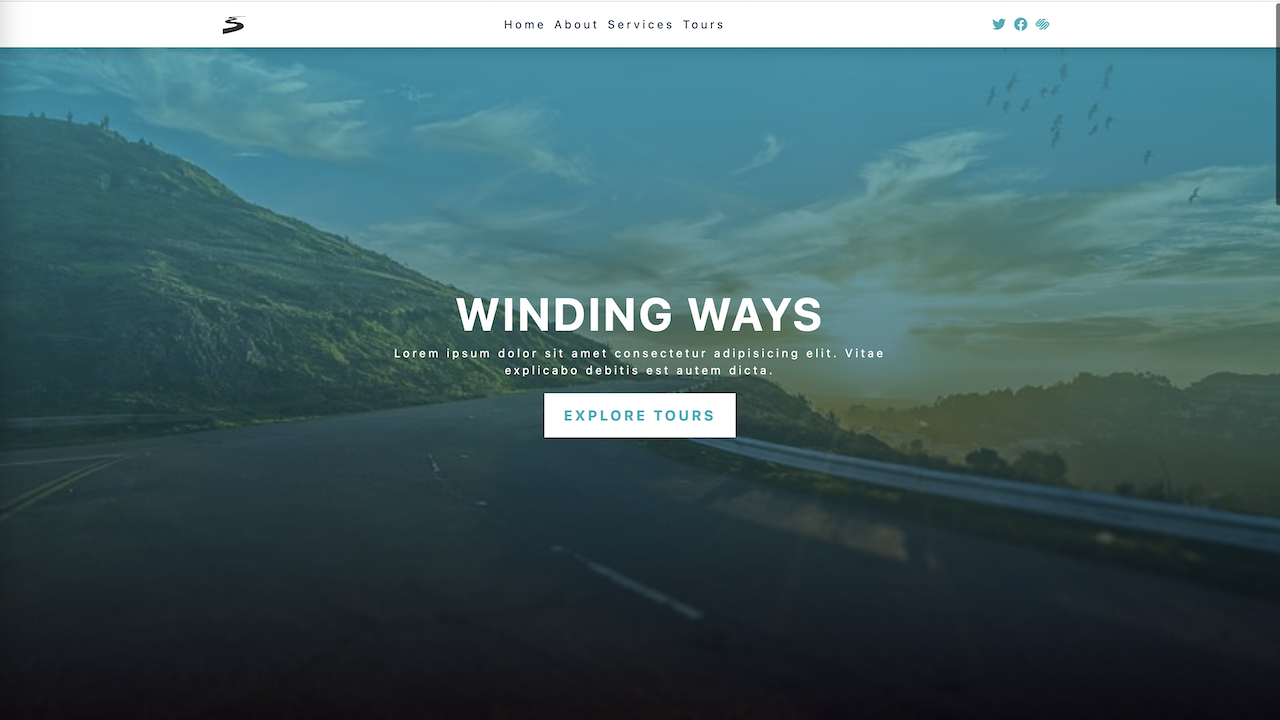 Home About Services Tours
WINDING WAYS
Lorem ipsum dolor sit amet consectetur adipisicing elit. Vitae
explicabo debitis est autem dicta.
EXPLORE TOURS